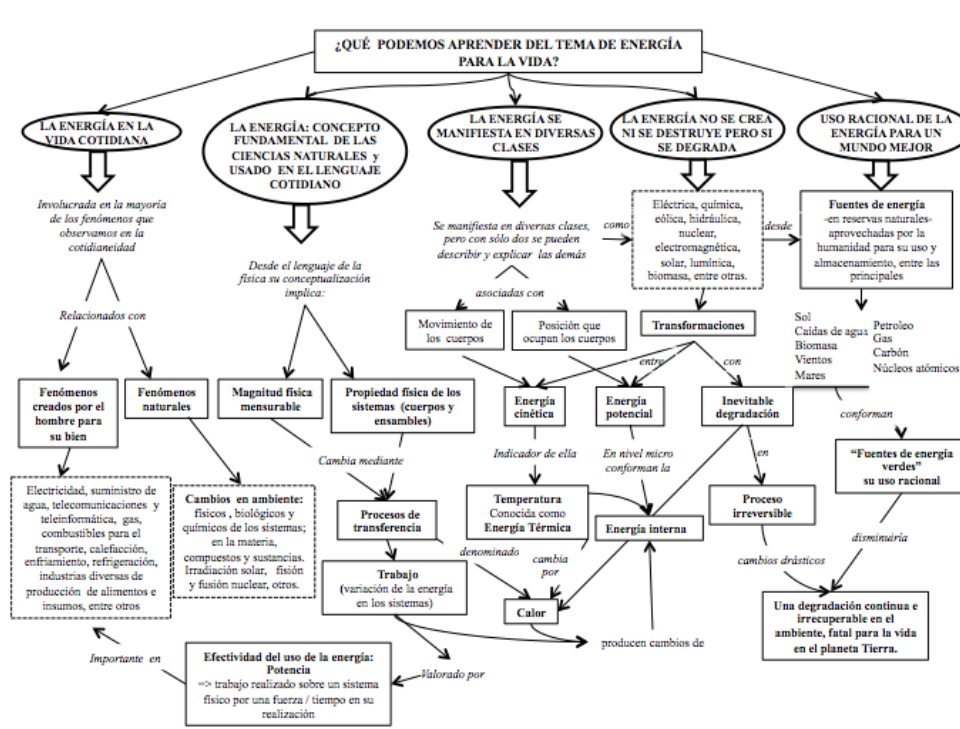 ¿QUÉ PODEMOS APRENDER DEL TEMA DE ENERGÍA
PARA LA VIDA?
LA ENERGÍA EN LA
VIDA COTIDIANA
LA ENERGÍA: CONCEPTO
FUNDAMENTAL DE LAS
CIENCIAS NATURALES y
USADO EN EL LENGUAJE
COTIDIANO
LA ENERGÍA SE
MANIFIESTA EN DIVERSAS
CLASES
LA ENERGÍA NO SE CREA
NI SE DESTRUYE PERO SI
SE DEGRADA
USO RACIONAL DE LA
ENERGÍA PARA UN
MUNDO MEJOR
Involucrada en la mayoría
de los fenómenos que
observamos en la
cotidianeidad
Desde el lenguaje de la
física su conceptualización
implica:
Se manifiesta en diversas clases,
pero con sólo dos se pueden
describir y explicar las demás
como
Eléctrica, química,
eólica, hidráulica,
nuclear,
electromagnética,
solar, lumínica,
biomasa, entre otras.
desde
Fuentes de energía
-en reservas naturales-
aprovechadas por la
humanidad para su uso y
almacenamiento, entre las
principales
Relacionados con
asociadas con
Movimiento de
los cuerpos
Posición que
ocupan los cuerpos
Transformaciones
Sol
Caídas de agua
Biomasa
Vientos
Mares
Petroleo
Gas
Carbón
Núcleos atómicos
entre
con
Fenómenos
creados por el
hombre para
su bien
Fenómenos
naturales
Magnitud física
mensurable
Propiedad física de los
sistemas (cuerpos y
ensambles)
Energía
cinética
Energía
potencial
Inevitable
degradación
conforman
Cambia mediante
Indicador de ella
En nivel micro
conforman la
en
"Fuentes de energía
verdes"
su uso racional
Electricidad, suministro de
agua, telecomunicaciones y
teleinformática, gas,
combustibles para el
transporte, calefacción,
enfriamiento, refrigeración,
industrias diversas de
producción de alimentos e
insumos, entre otros
Cambios en ambiente:
físicos , biológicos y
químicos de los sistemas;
en la materia,
compuestos y sustancias.
Irradiación solar, fisión
y fusión nuclear, otros.
Procesos de
transferencia
Temperatura
Conocida como
Energía Térmica
Energía interna
Proceso
irreversible
denominado
cambia
por
disminuiría
cambios drásticos
Trabajo
(variación de la energía
en los sistemas)
Calor
producen cambios de
Una degradación continua e
irrecuperable en el
ambiente, fatal para la vida
en el planeta Tierra.
Importante en
Efectividad del uso de la energía:
Potencia
=> trabajo realizado sobre un sistema
físico por una fuerza / tiempo en su
realización
Valorado por